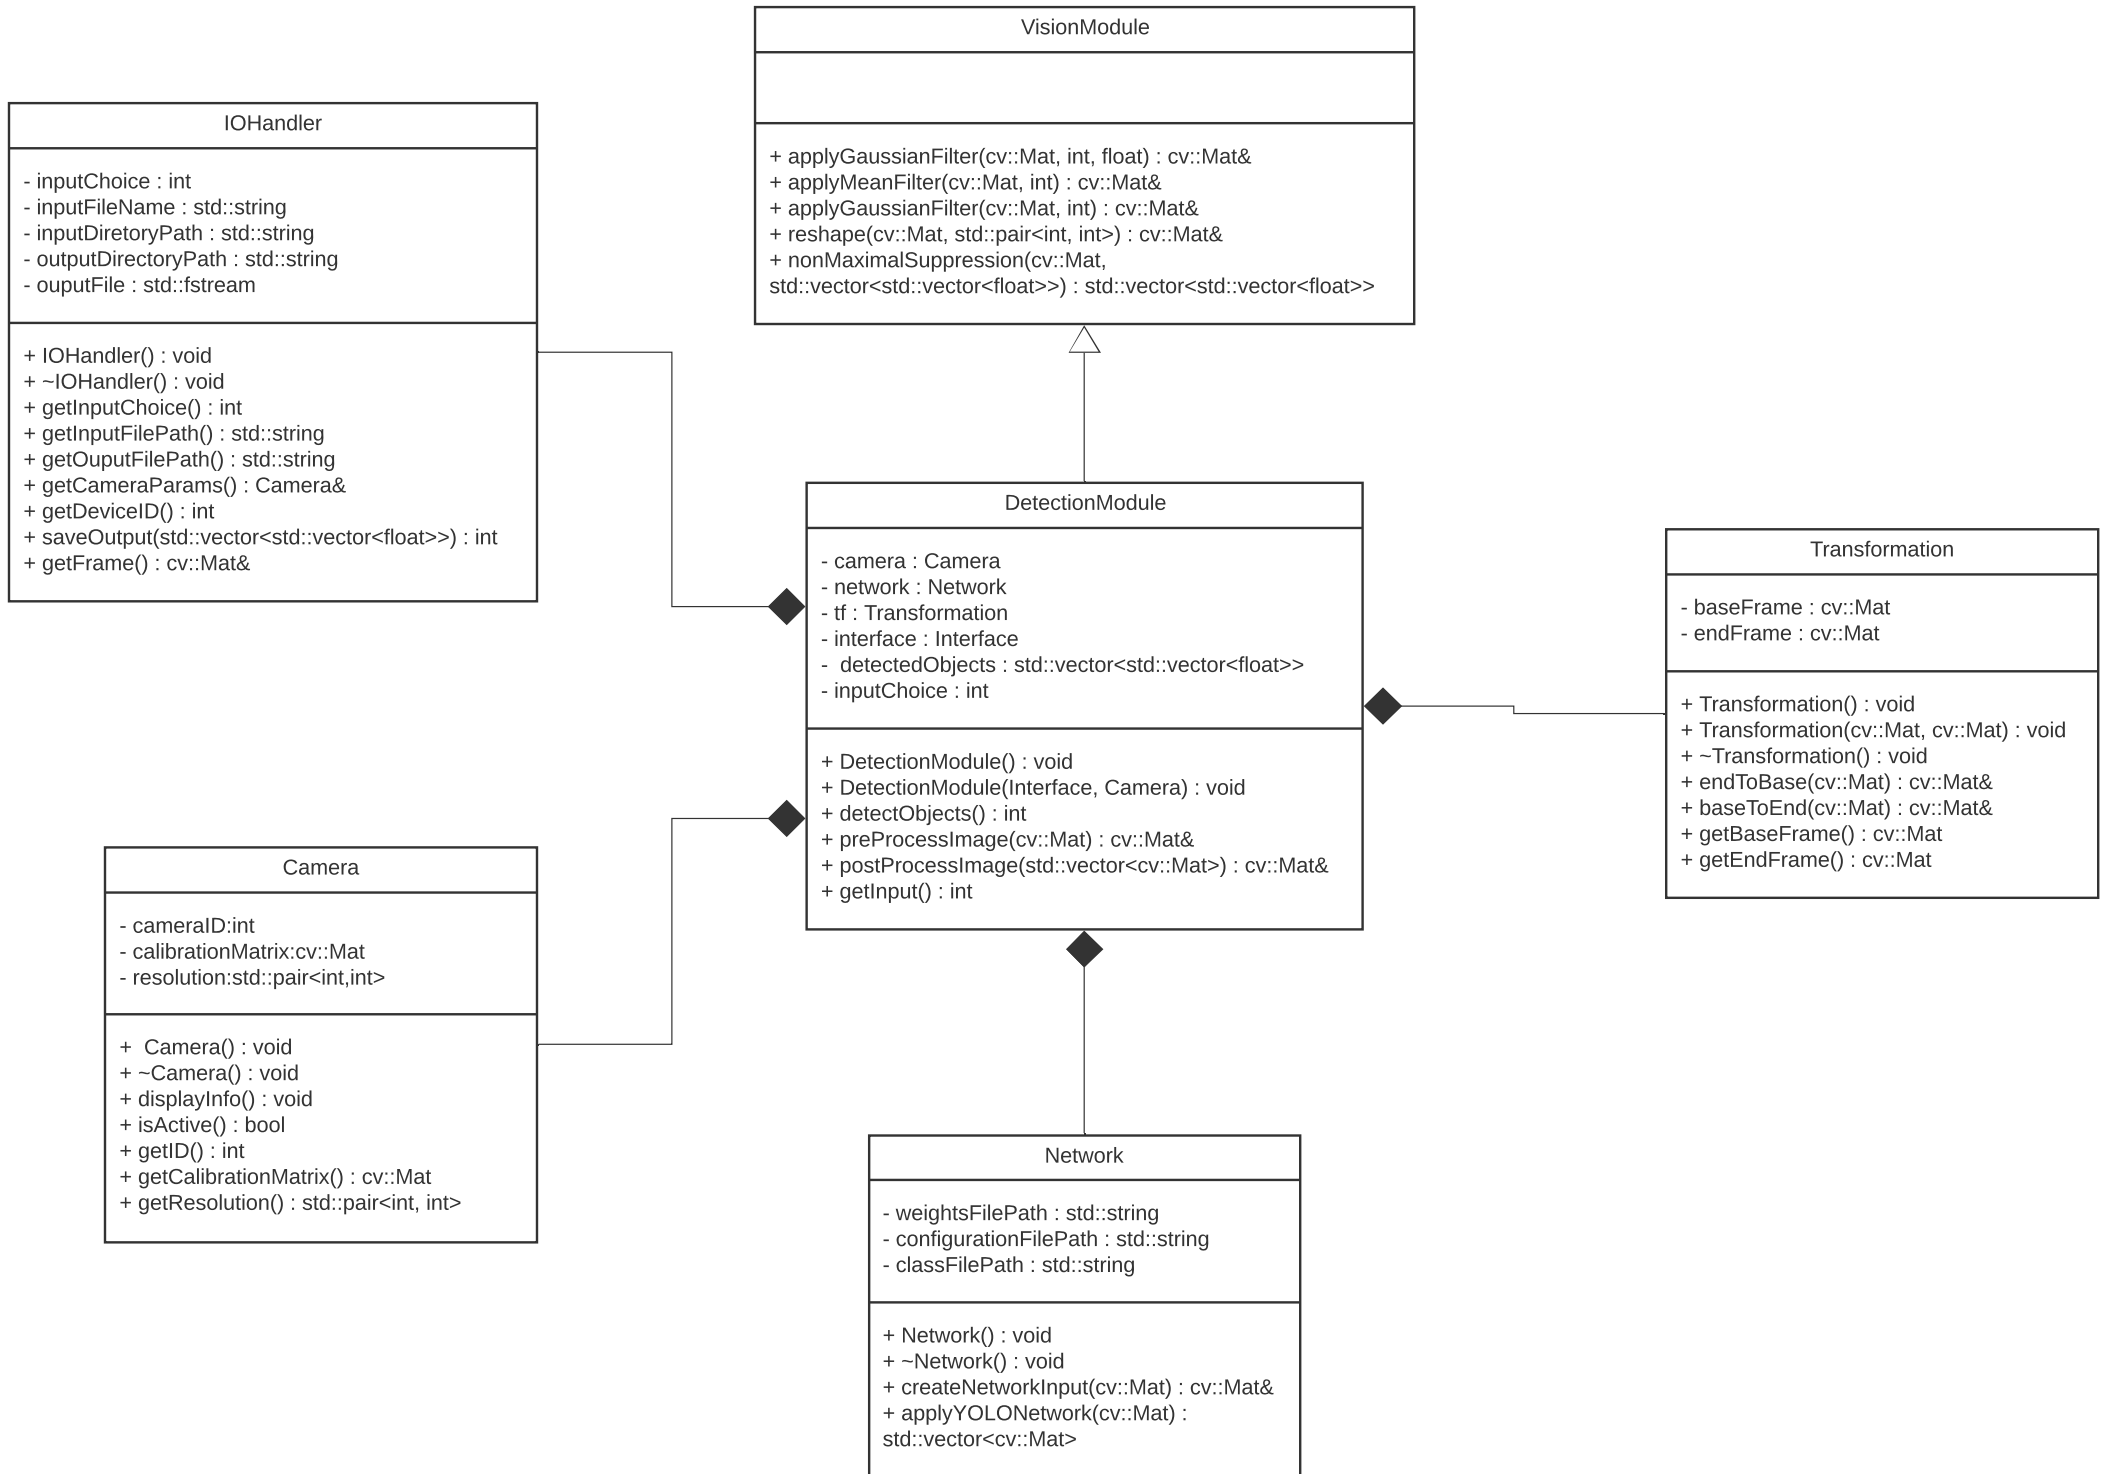 VisionModule
+ applyGaussianFilter(cv::Mat, int, float) : cv::Mat&
+ applyMeanFilter(cv::Mat, int) : cv::Mat&
+ applyGaussianFilter(cv::Mat, int) : cv::Mat&
+ reshape(cv::Mat, std::pair<int, int>) : cv::Mat&
+ nonMaximalSuppression(cv::Mat,
std::vector<std::vector<float>>) : std::vector<std::vector<float>>
IOHandler
- inputChoice : int
- inputFileName : std::string
- inputDiretoryPath : std::string
- outputDirectoryPath : std::string
- ouputFile : std::fstream
+ IOHandler() : void
+ ~IOHandler() : void
+ getInputChoice() : int
+ getInputFilePath() : std::string
+ getOuputFilePath() : std::string
+ getCameraParams() : Camera&
+ getDeviceID() : int
+ saveOutput(std::vector<std::vector<float>>) : int
+ getFrame() : cv::Mat&
DetectionModule
- camera : Camera
- network : Network
- tf : Transformation
- interface : Interface
-  detectedObjects : std::vector<std::vector<float>>
- inputChoice : int
+ DetectionModule() : void
+ DetectionModule(Interface, Camera) : void
+ detectObjects() : int
+ preProcessImage(cv::Mat) : cv::Mat&
+ postProcessImage(std::vector<cv::Mat>) : cv::Mat&
+ getInput() : int
Transformation
- baseFrame : cv::Mat
- endFrame : cv::Mat
+ Transformation() : void
+ Transformation(cv::Mat, cv::Mat) : void
+ ~Transformation() : void
+ endToBase(cv::Mat) : cv::Mat&
+ baseToEnd(cv::Mat) : cv::Mat&
+ getBaseFrame() : cv::Mat
+ getEndFrame() : cv::Mat
Camera
- cameraID:int
- calibrationMatrix:cv::Mat
- resolution:std::pair<int,int>
+  Camera() : void
+ ~Camera() : void
+ displayInfo() : void
+ isActive() : bool
+ getID() : int
+ getCalibrationMatrix() : cv::Mat
+ getResolution() : std::pair<int, int>
Network
- weightsFilePath : std::string
- configurationFilePath : std::string
- classFilePath : std::string
+ Network() : void
+ ~Network() : void
+ createNetworkInput(cv::Mat) : cv::Mat&
+ applyYOLONetwork(cv::Mat) :
std::vector<cv::Mat>